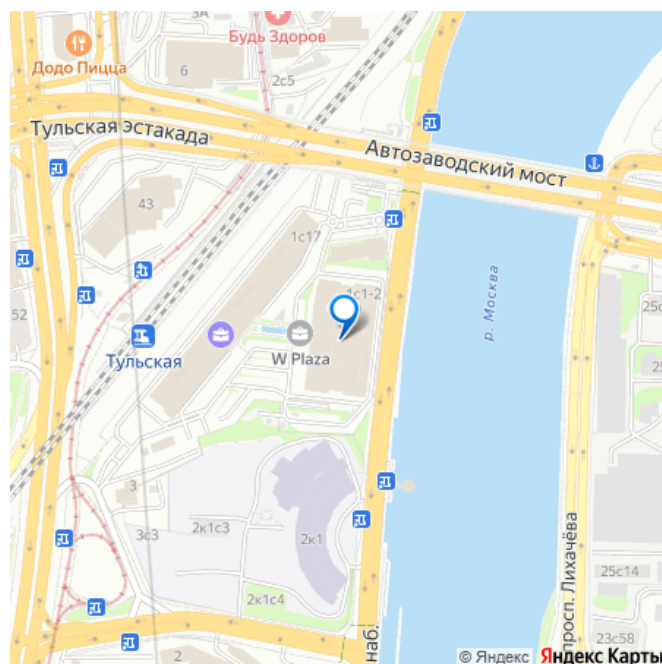 3А
Будь Здоров
Додо Пицца
6
2с5
Тульская эстакада
Автозаводский мост
43
1с17
1с1-2
25с
52
р. Москва
Тульская
W Plaza
25
3
3с3
2к1с3
2к1
просп. Лихачёва
25с14
2к1с4
23с58
наб.
2
© Яндекс Яндекс Карты